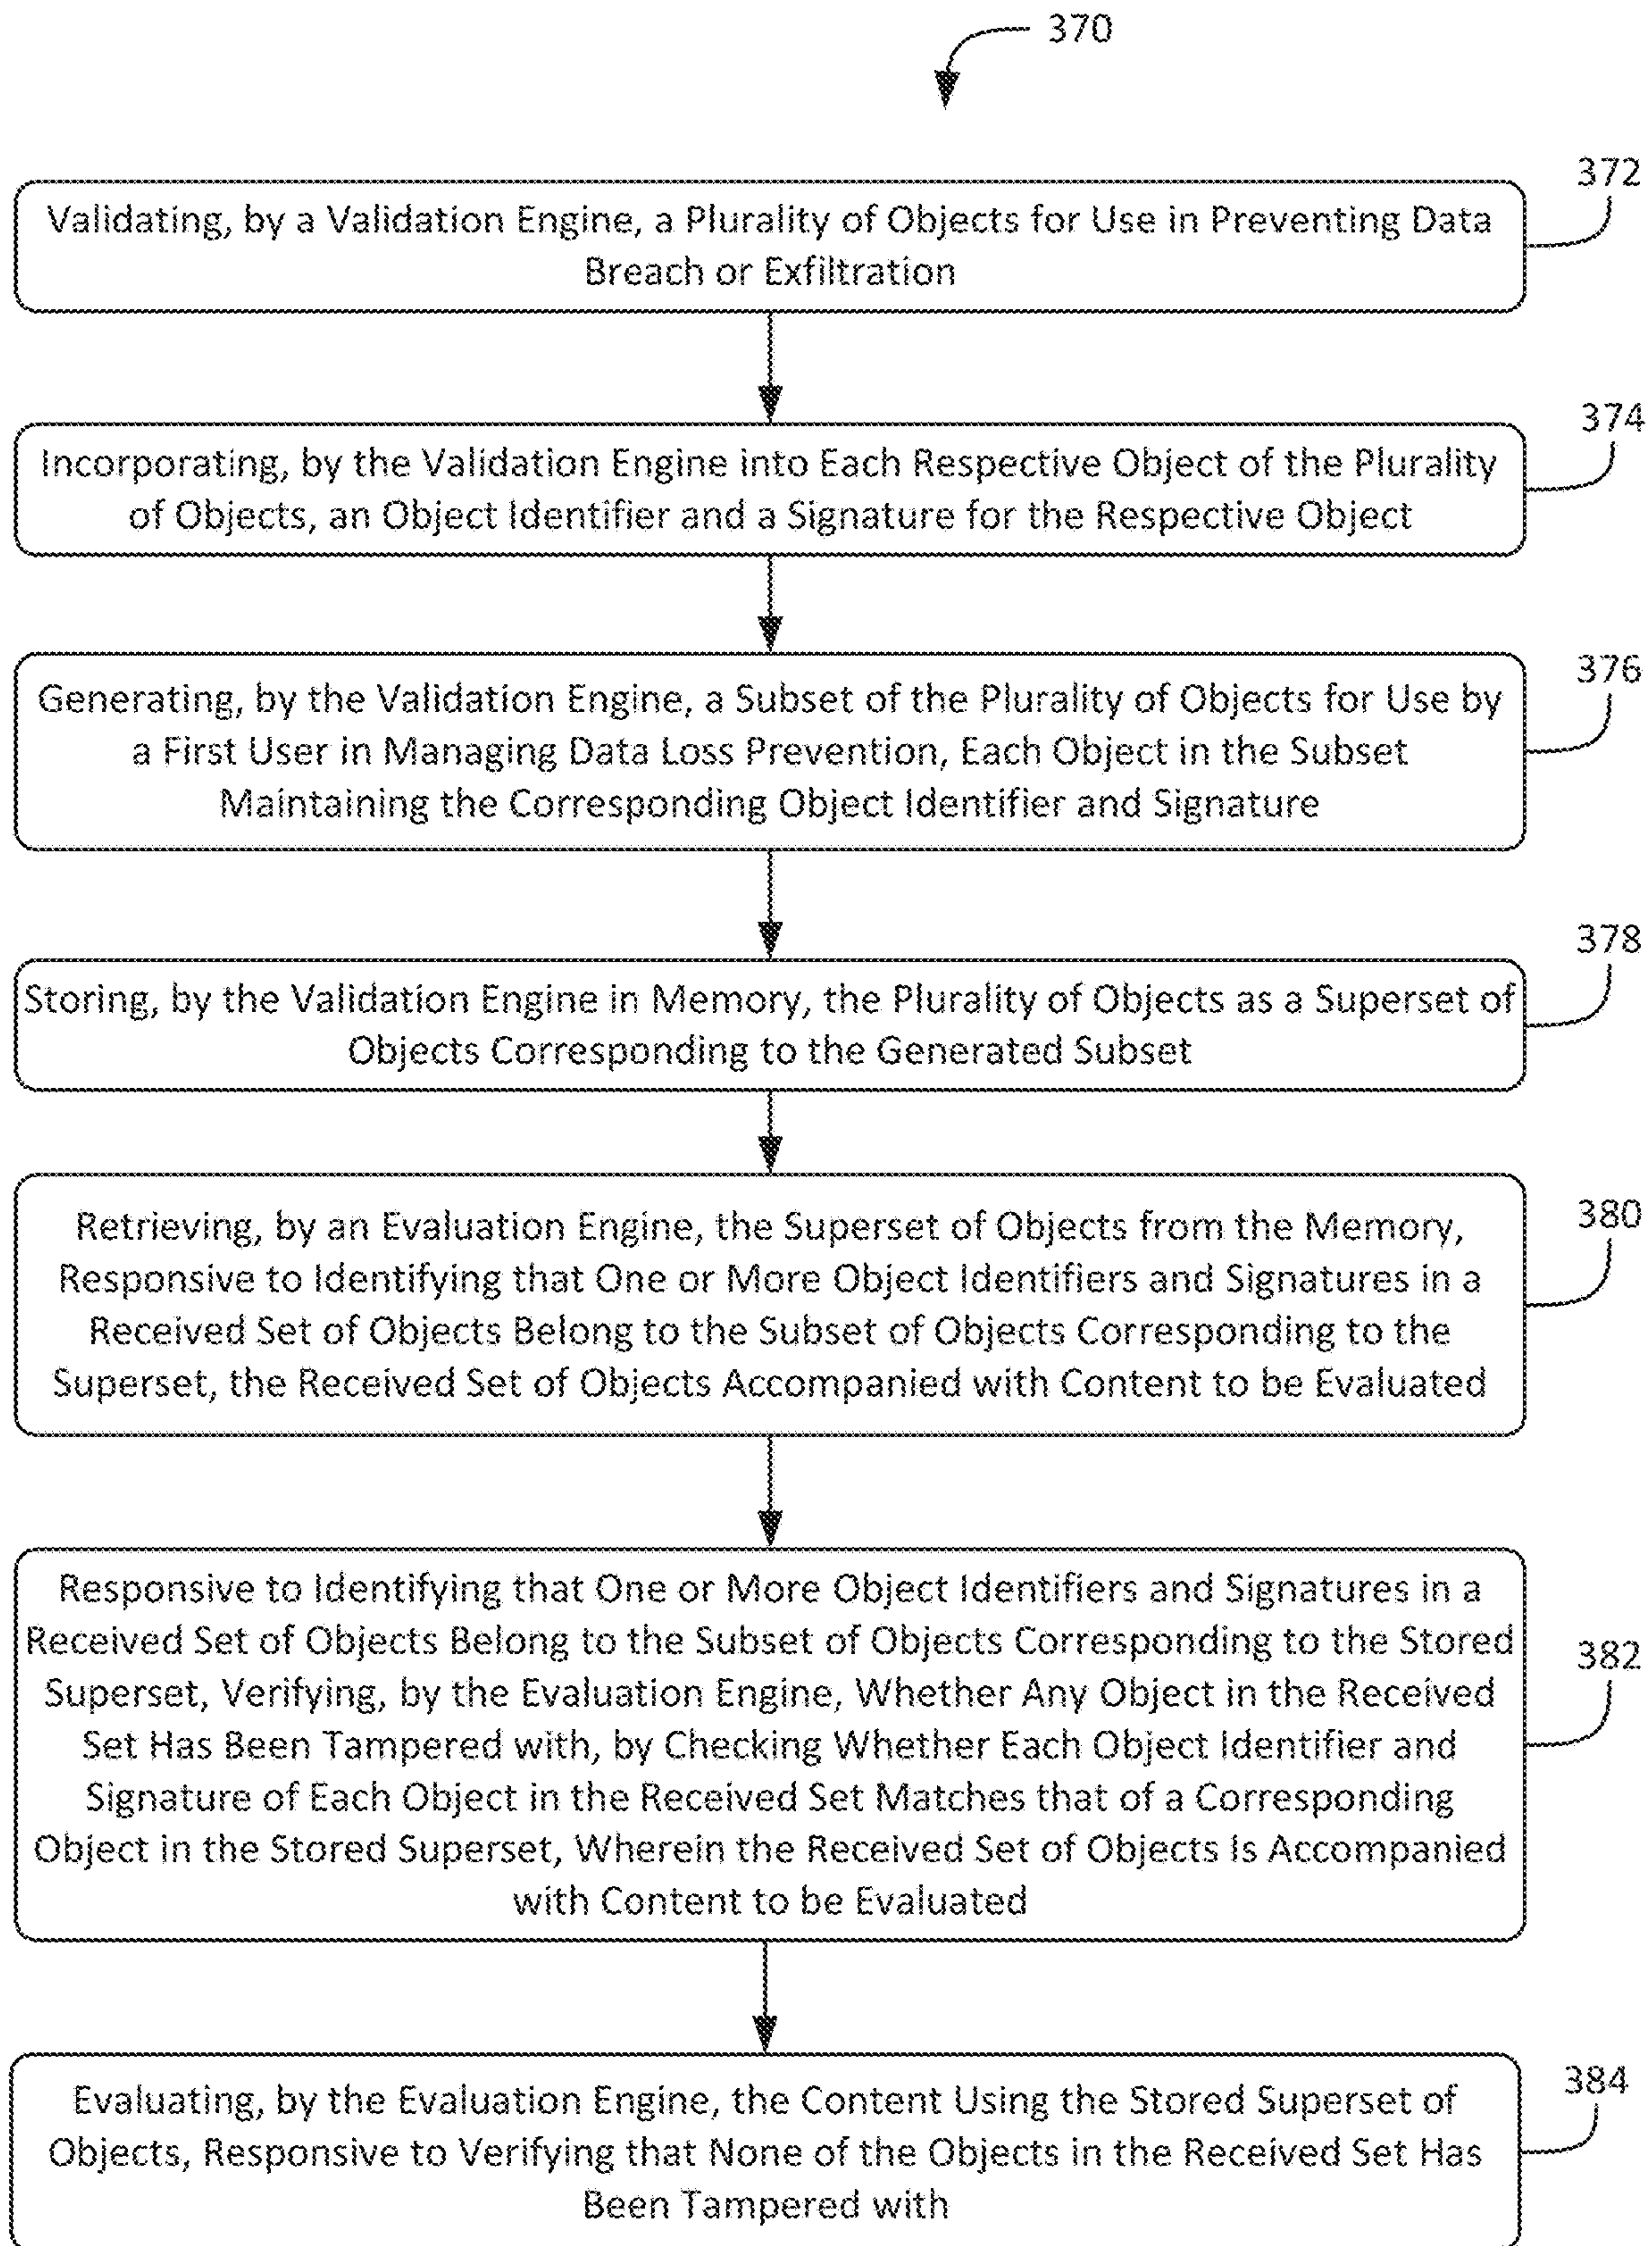 370
372
Validating, by a Validation Engine, a Plurality of Objects for Use in Preventing Data
Breach or Exfiltration
374
Incorporating, by the Validation Engine into Each Respective Object of the Plurality
of Objects, an Object Identifier and a Signature for the Respective Object
376
Generating, by the Validation Engine, a Subset of the Plurality of Objects for Use by
a First User in Managing Data Loss Prevention, Each Object in the Subset
Maintaining the Corresponding Object Identifier and Signature
378
Storing, by the Validation Engine in Memory, the Plurality of Objects as a Superset of
Objects Corresponding to the Generated Subset
380
Retrieving, by an Evaluation Engine, the Superset of Objects from the Memory,
Responsive to Identifying that One or More Object Identifiers and Signatures in a
Received Set of Objects Belong to the Subset of Objects Corresponding to the
Superset, the Received Set of Objects Accompanied with Content to be Evaluated
382
Responsive to Identifying that One or More Object Identifiers and Signatures in a
Received Set of Objects Belong to the Subset of Objects Corresponding to the Stored
Superset, Verifying, by the Evaluation Engine, Whether Any Object in the Received
Set Has Been Tampered with, by Checking Whether Each Object Identifier and
Signature of Each Object in the Received Set Matches that of a Corresponding
Object in the Stored Superset, Wherein the Received Set of Objects Is Accompanied
with Content to be Evaluated
384
Evaluating, by the Evaluation Engine, the Content Using the Stored Superset of
Objects, Responsive to Verifying that None of the Objects in the Received Set Has
Been Tampered with